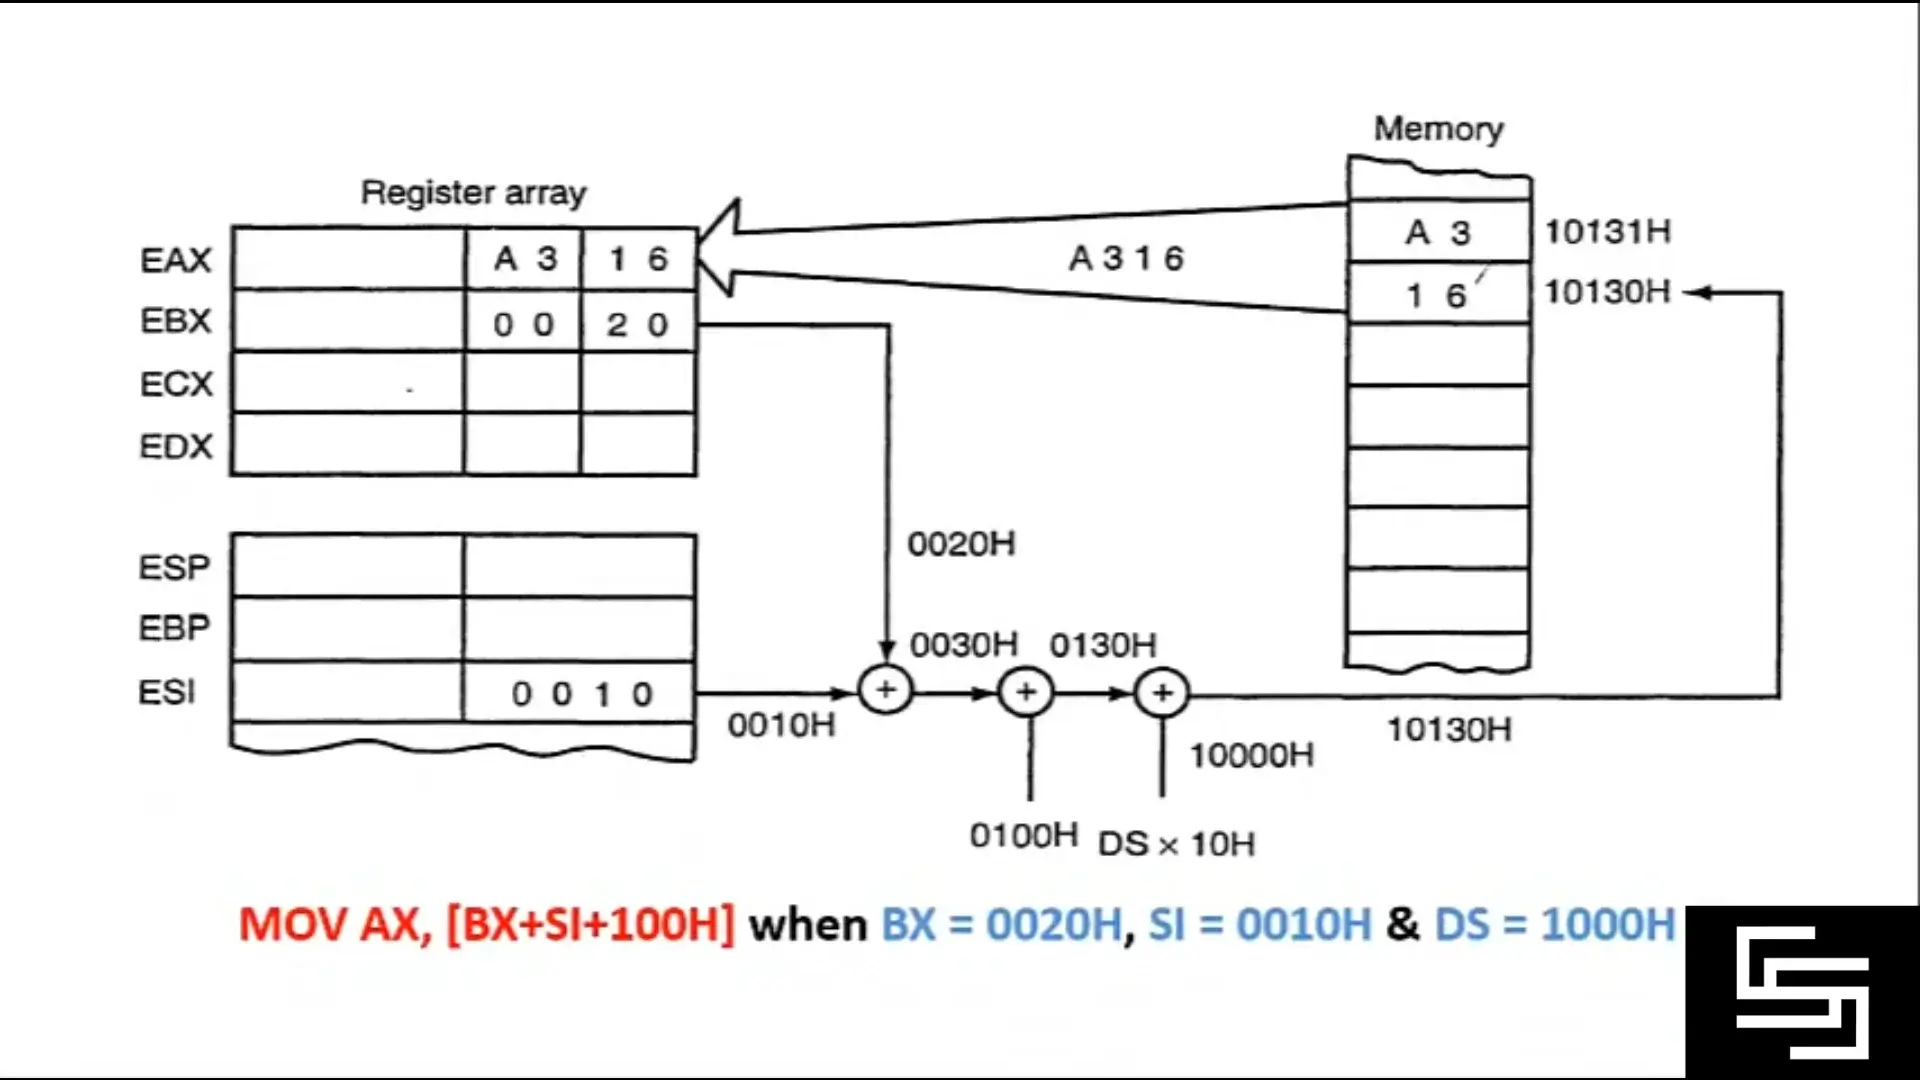 Memory
Register array
EAX A 3 1 6
A 3 1 6
A 3 10131H
1 6 10130H
EBX 0 0 2 0
ECX
EDX
0020H
ESP
EBP
0030H 0130H
ESI 0 0 1 0
+ + +
0010H
10130H
10000H
0100H DS × 10H
MOV AX, [BX+SI+100H] when BX = 0020H, SI = 0010H & DS = 1000H